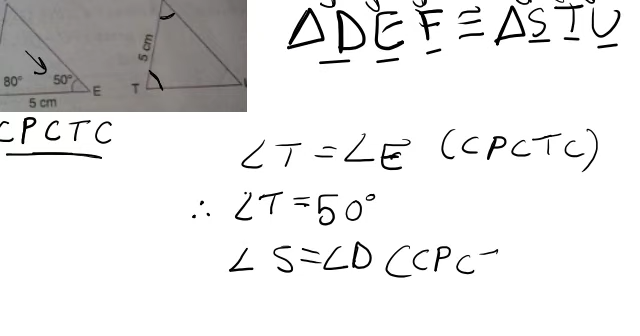 ΔDEF ≡ ΔSTU
5 cm
80° 50° E T
5 cm
CPCTC
∠T = ∠E (CPCTC)
∴ ∠T = 50°
∠S = ∠D (CPC